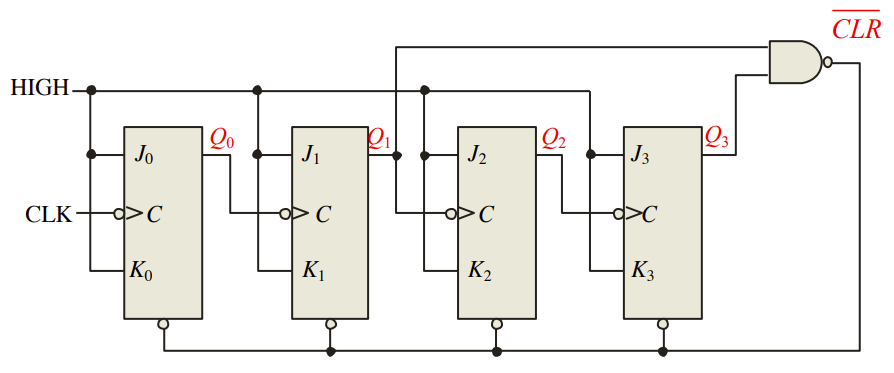 CLR
HIGH
J0 Q0 J1 Q1 J2 Q2 J3 Q3
CLK C C C C
K0 K1 K2 K3